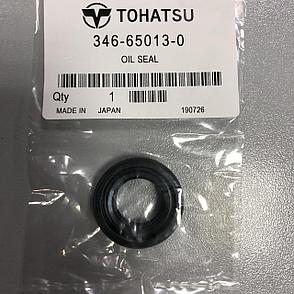 TOHATSU
346-65013-0
OIL SEAL
Qty 1
MADE IN JAPAN 190726